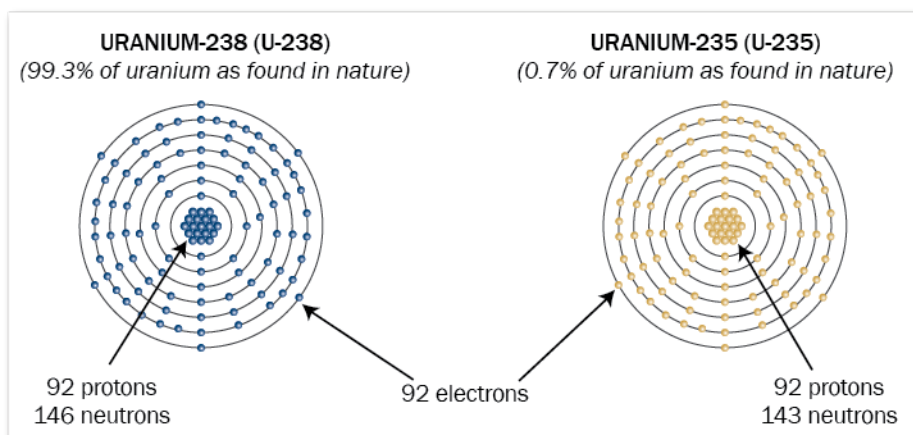 URANIUM-238 (U-238)
(99.3% of uranium as found in nature)
URANIUM-235 (U-235)
(0.7% of uranium as found in nature)
92 protons
146 neutrons
92 electrons
92 protons
143 neutrons